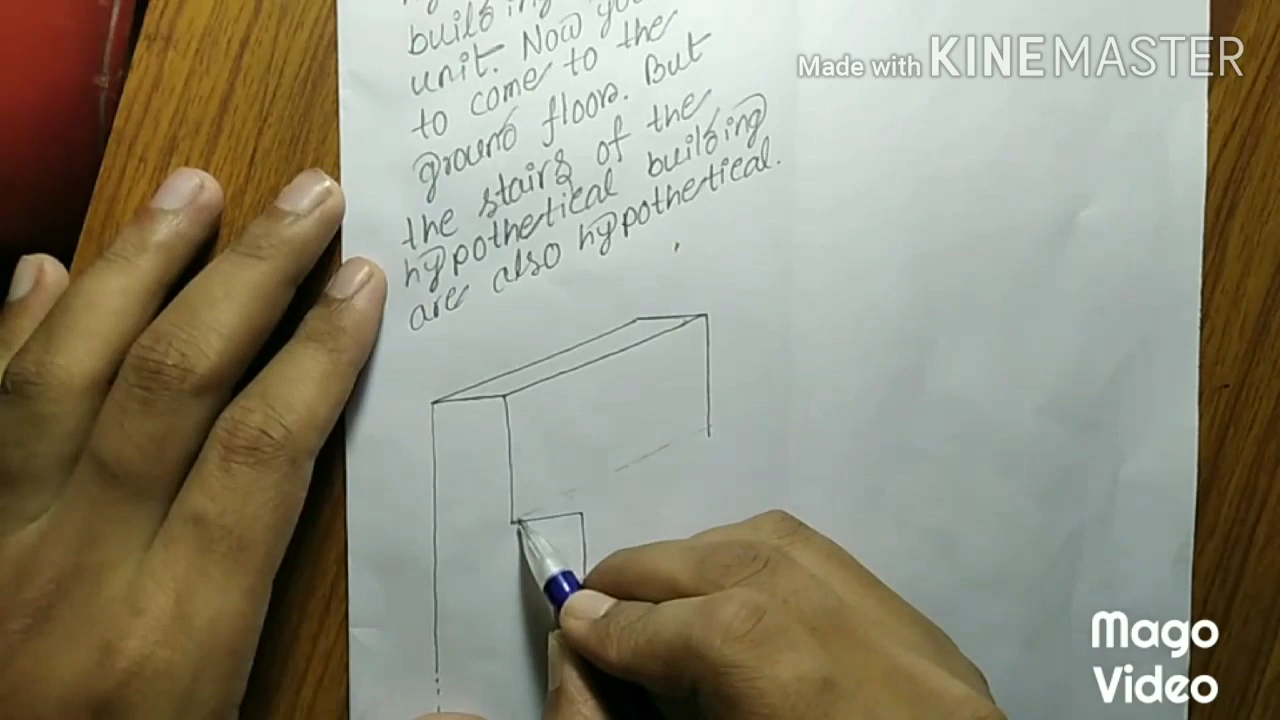 building
unit. Now you
to come to the
ground floor. But
the stairs of the
hypothetical building
are also hypothetical.
Made with KINEMASTER
Mago
Video